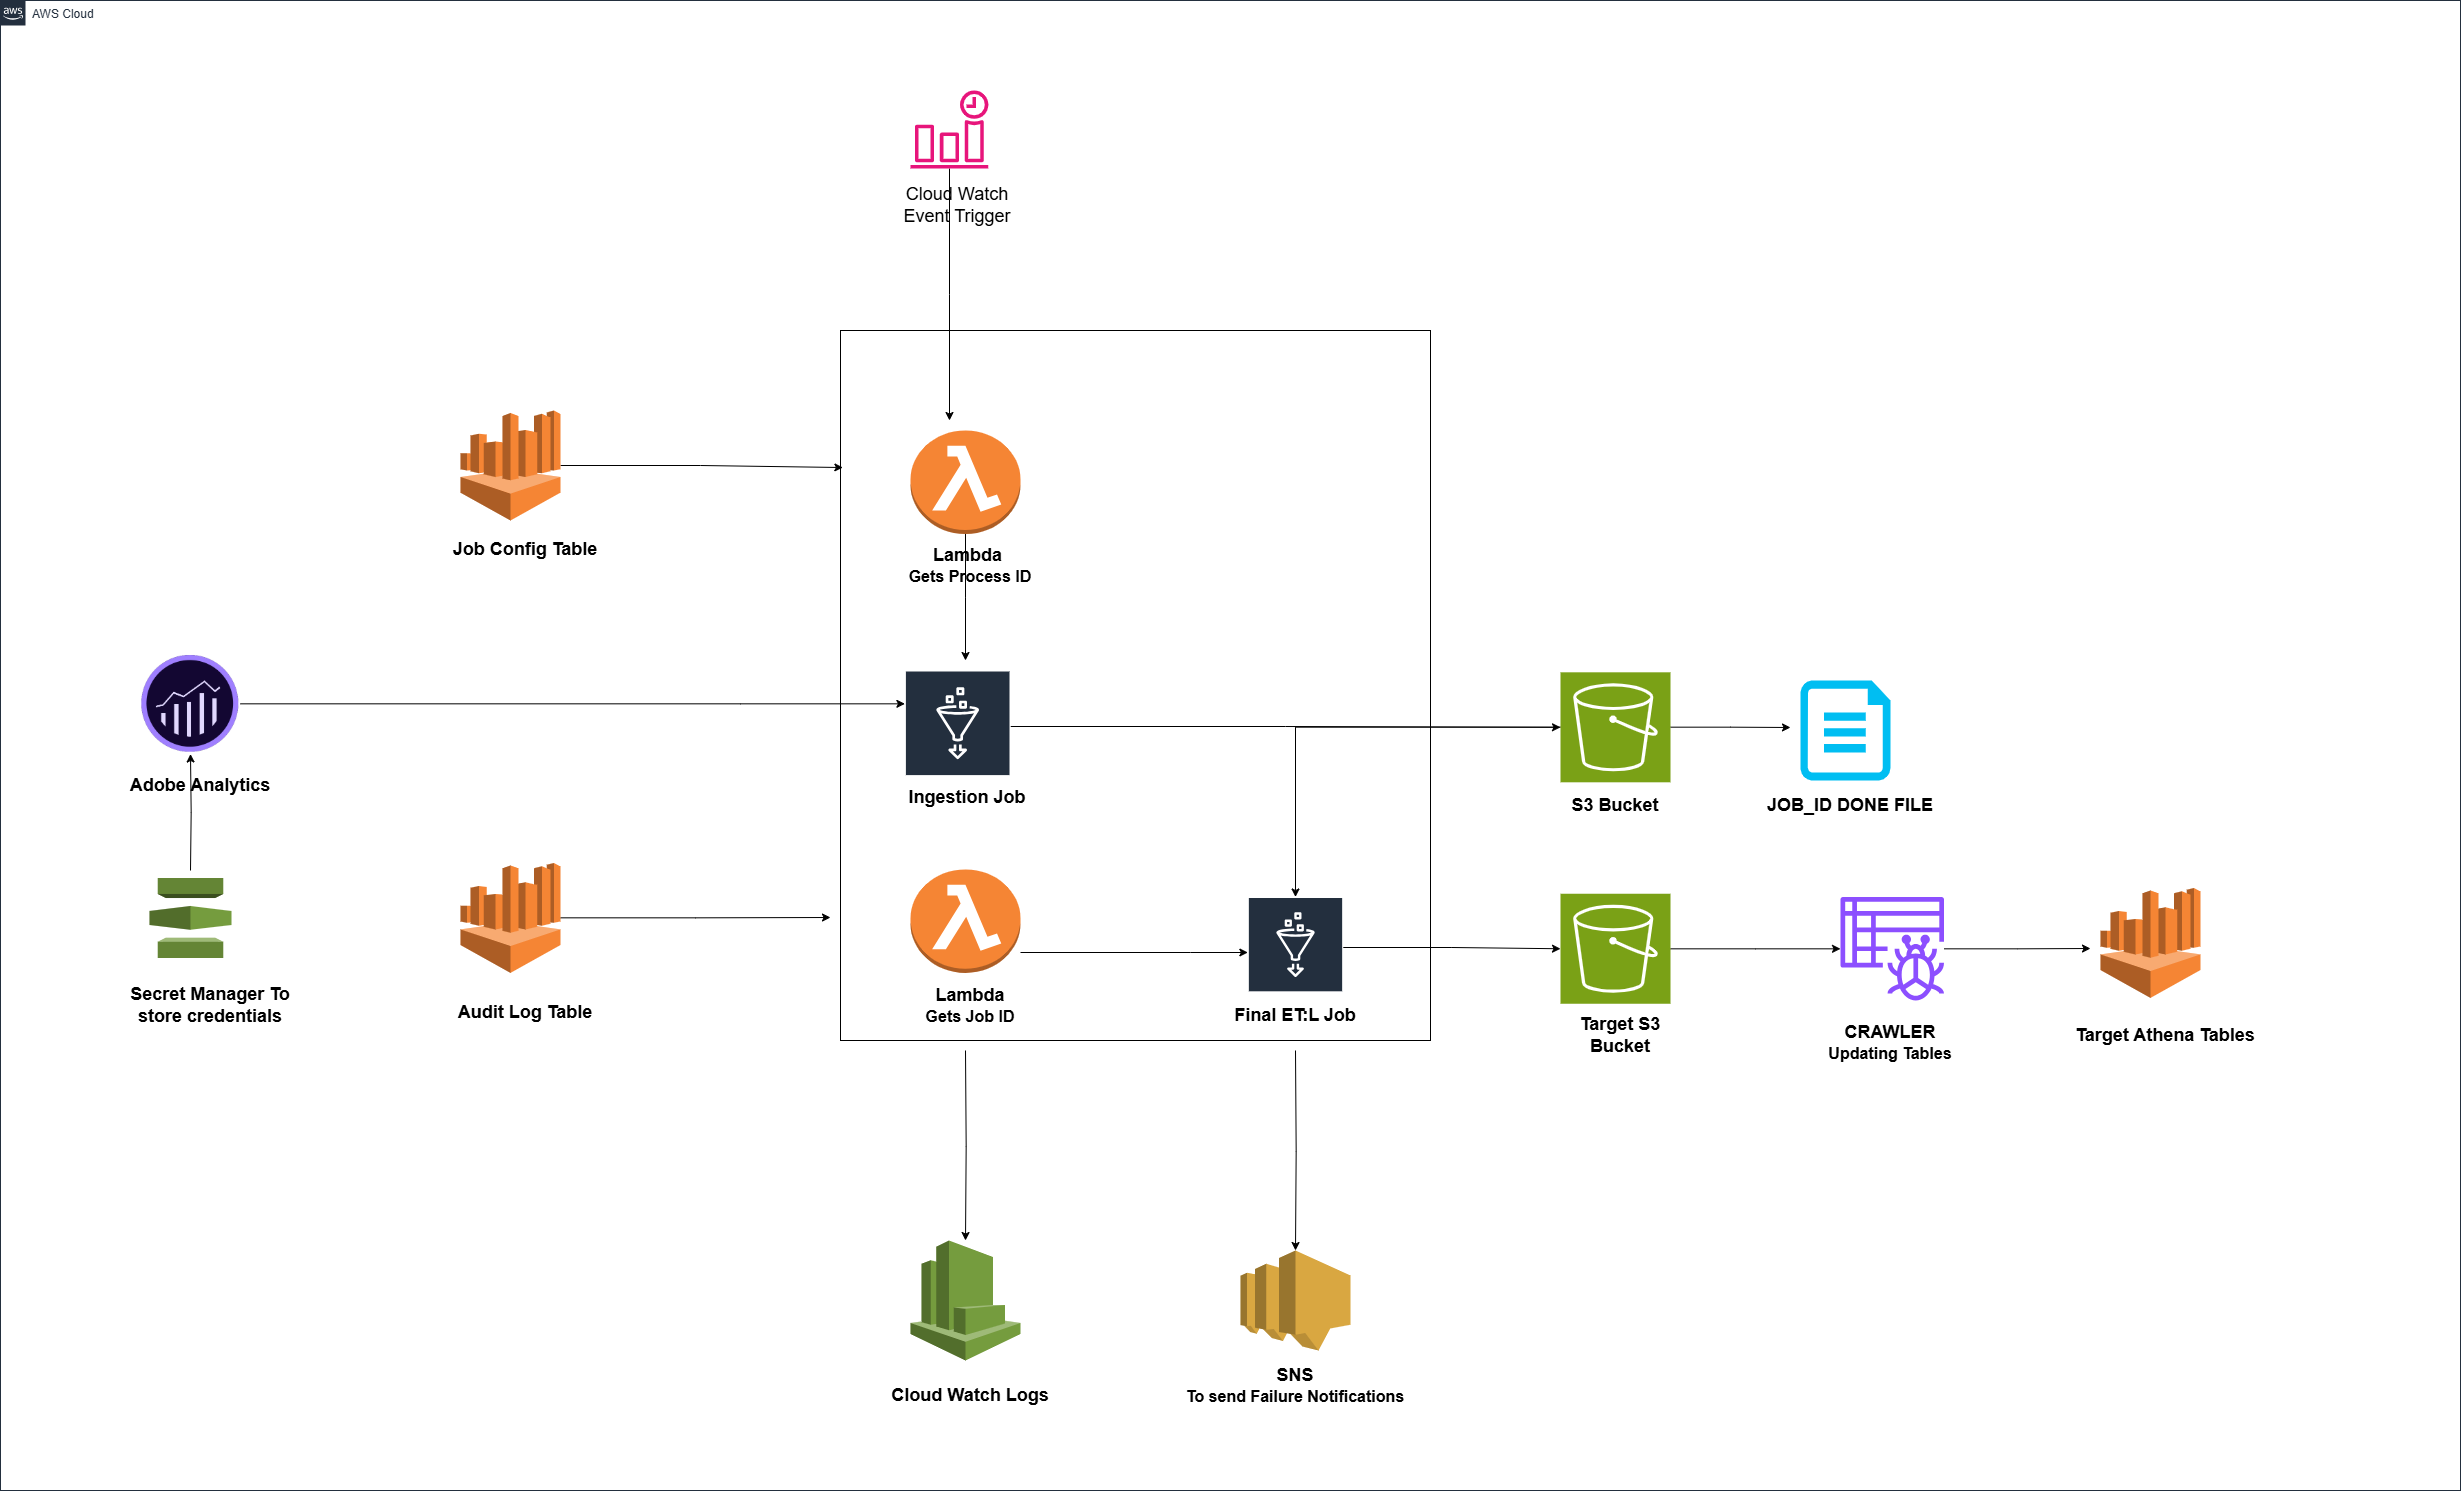 aws
AWS Cloud
Cloud Watch
Event Trigger
Job Config Table
Lambda
Gets Process ID
Adobe Analytics
Ingestion Job
S3 Bucket
JOB_ID DONE FILE
Secret Manager To
store credentials
Audit Log Table
Lambda
Gets Job ID
Final ET:L Job
Target S3
Bucket
CRAWLER
Updating Tables
Target Athena Tables
Cloud Watch Logs
SNS
To send Failure Notifications